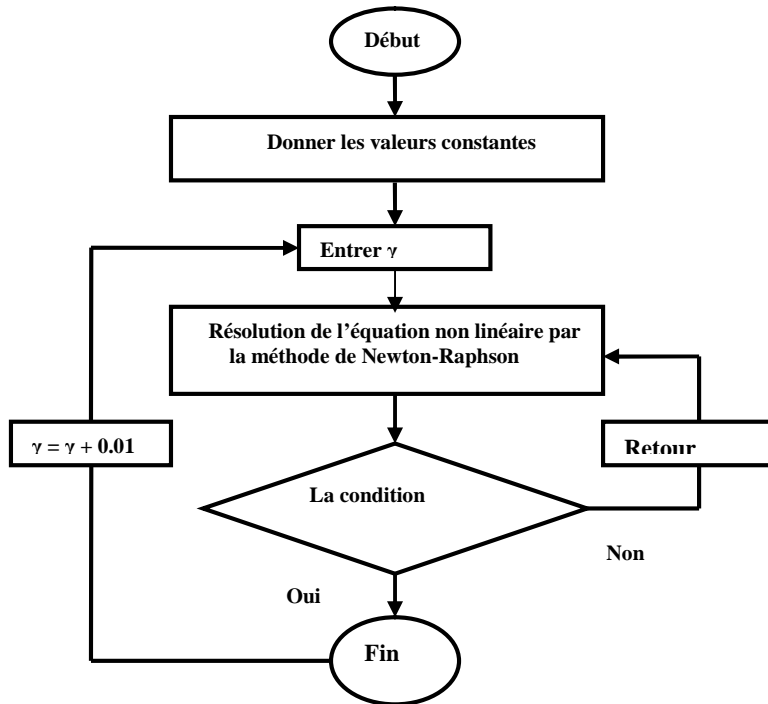 Début
Donner les valeurs constantes
Entrer γ
Résolution de l'équation non linéaire par
la méthode de Newton-Raphson
γ = γ + 0.01
Retour
La condition
Non
Oui
Fin